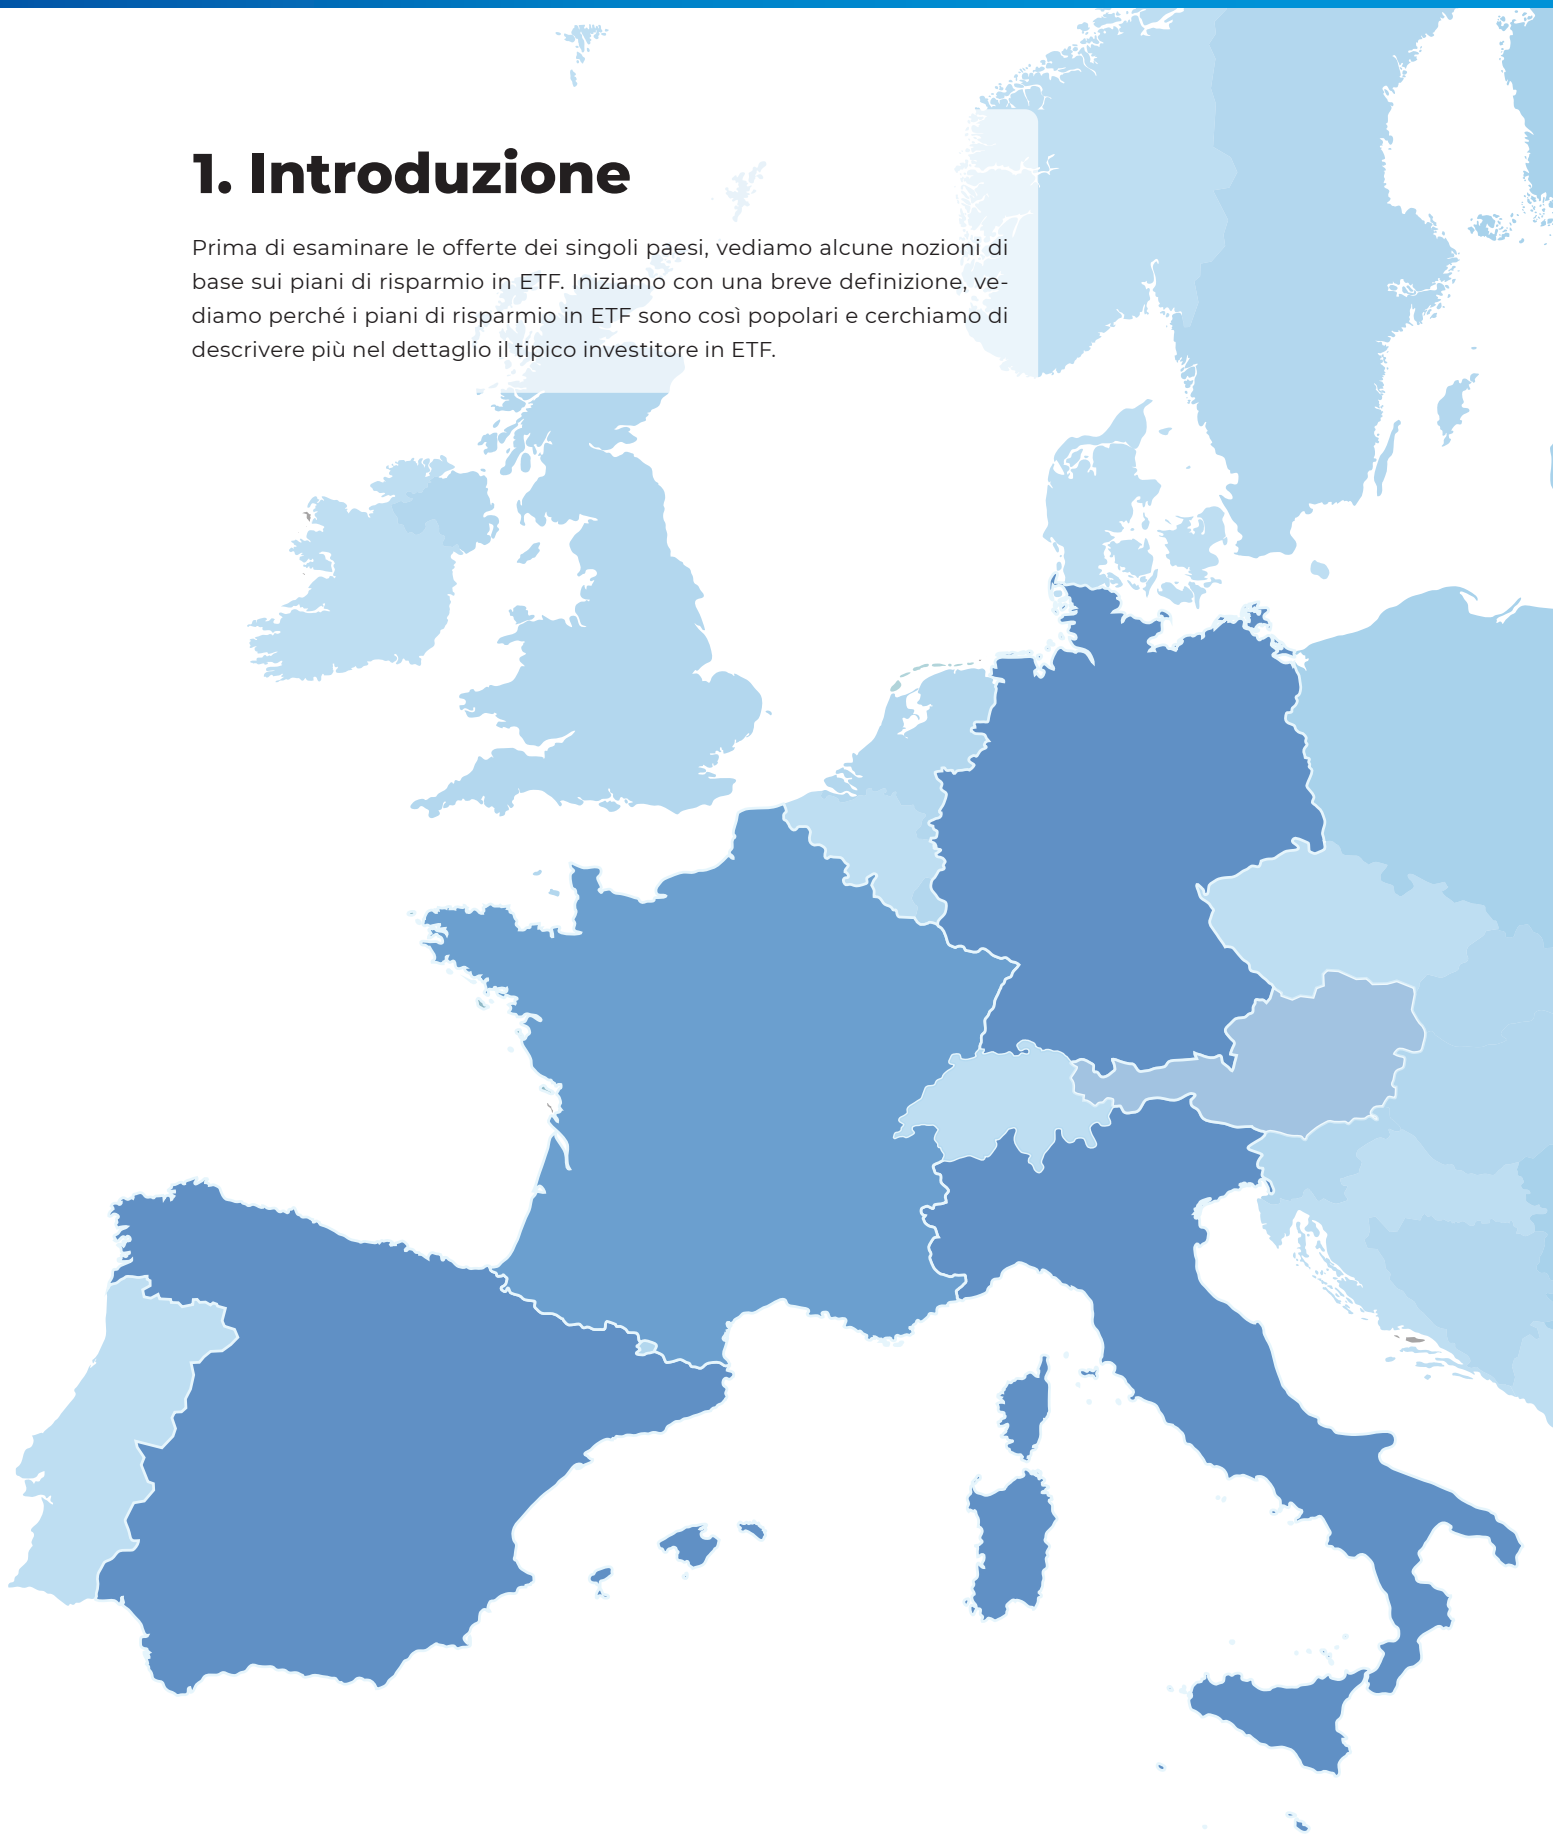 1. Introduzione
Prima di esaminare le offerte dei singoli paesi, vediamo alcune nozioni di
base sui piani di risparmio in ETF. Iniziamo con una breve definizione, ve-
diamo perché i piani di risparmio in ETF sono così popolari e cerchiamo di
descrivere più nel dettaglio il tipico investitore in ETF.